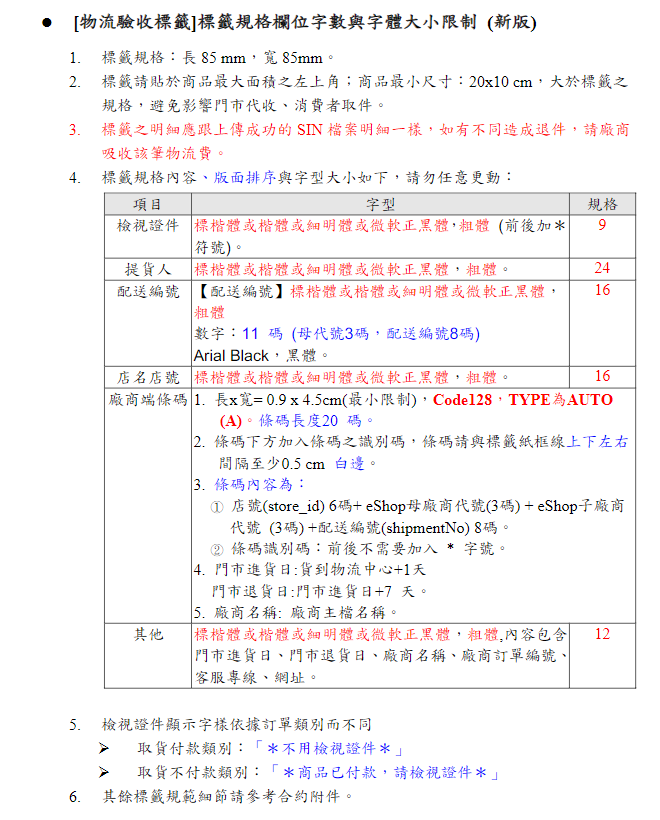 ● [物流驗收標籤]標籤規格欄位字數與字體大小限制 (新版)
1. 標籤規格：長 85 mm，寬 85mm。
2. 標籤請貼於商品最大面積之左上角；商品最小尺寸：20x10 cm，大於標籤之
規格，避免影響門市代收、消費者取件。
3. 標籤之明細應跟上傳成功的 SIN 檔案明細一樣，如有不同造成退件，請廠商
吸收該筆物流費。
4. 標籤規格內容、版面排序與字型大小如下，請勿任意更動：
項目 字型 規格
檢視證件 標楷體或楷體或細明體或微軟正黑體，粗體 (前後加＊ 9
符號)。
提貨人 標楷體或楷體或細明體或微軟正黑體，粗體。 24
配送編號 【配送編號】標楷體或楷體或細明體或微軟正黑體， 16
粗體
數字：11 碼 (母代號3碼，配送編號8碼)
Arial Black，黑體。
店名店號 標楷體或楷體或細明體或微軟正黑體，粗體。 16
廠商端條碼 1. 長x寬= 0.9 x 4.5cm(最小限制)，Code128，TYPE為AUTO
(A)。條碼長度20 碼。
2. 條碼下方加入條碼之識別碼，條碼請與標籤紙框線上下左右
間隔至少0.5 cm 白邊。
3. 條碼內容為：
① 店號(store_id) 6碼+ eShop母廠商代號(3碼) + eShop子廠商
代號 (3碼) +配送編號(shipmentNo) 8碼。
② 條碼識別碼：前後不需要加入 * 字號。
4. 門市進貨日:貨到物流中心+1天
門市退貨日:門市進貨日+7 天。
5. 廠商名稱: 廠商主檔名稱。
其他 標楷體或楷體或細明體或微軟正黑體，粗體,內容包含 12
門市進貨日、門市退貨日、廠商名稱、廠商訂單編號、
客服專線、網址。
5. 檢視證件顯示字樣依據訂單類別而不同
➢ 取貨付款類別：「＊不用檢視證件＊」
➢ 取貨不付款類別：「＊商品已付款，請檢視證件＊」
6. 其餘標籤規範細節請參考合約附件。